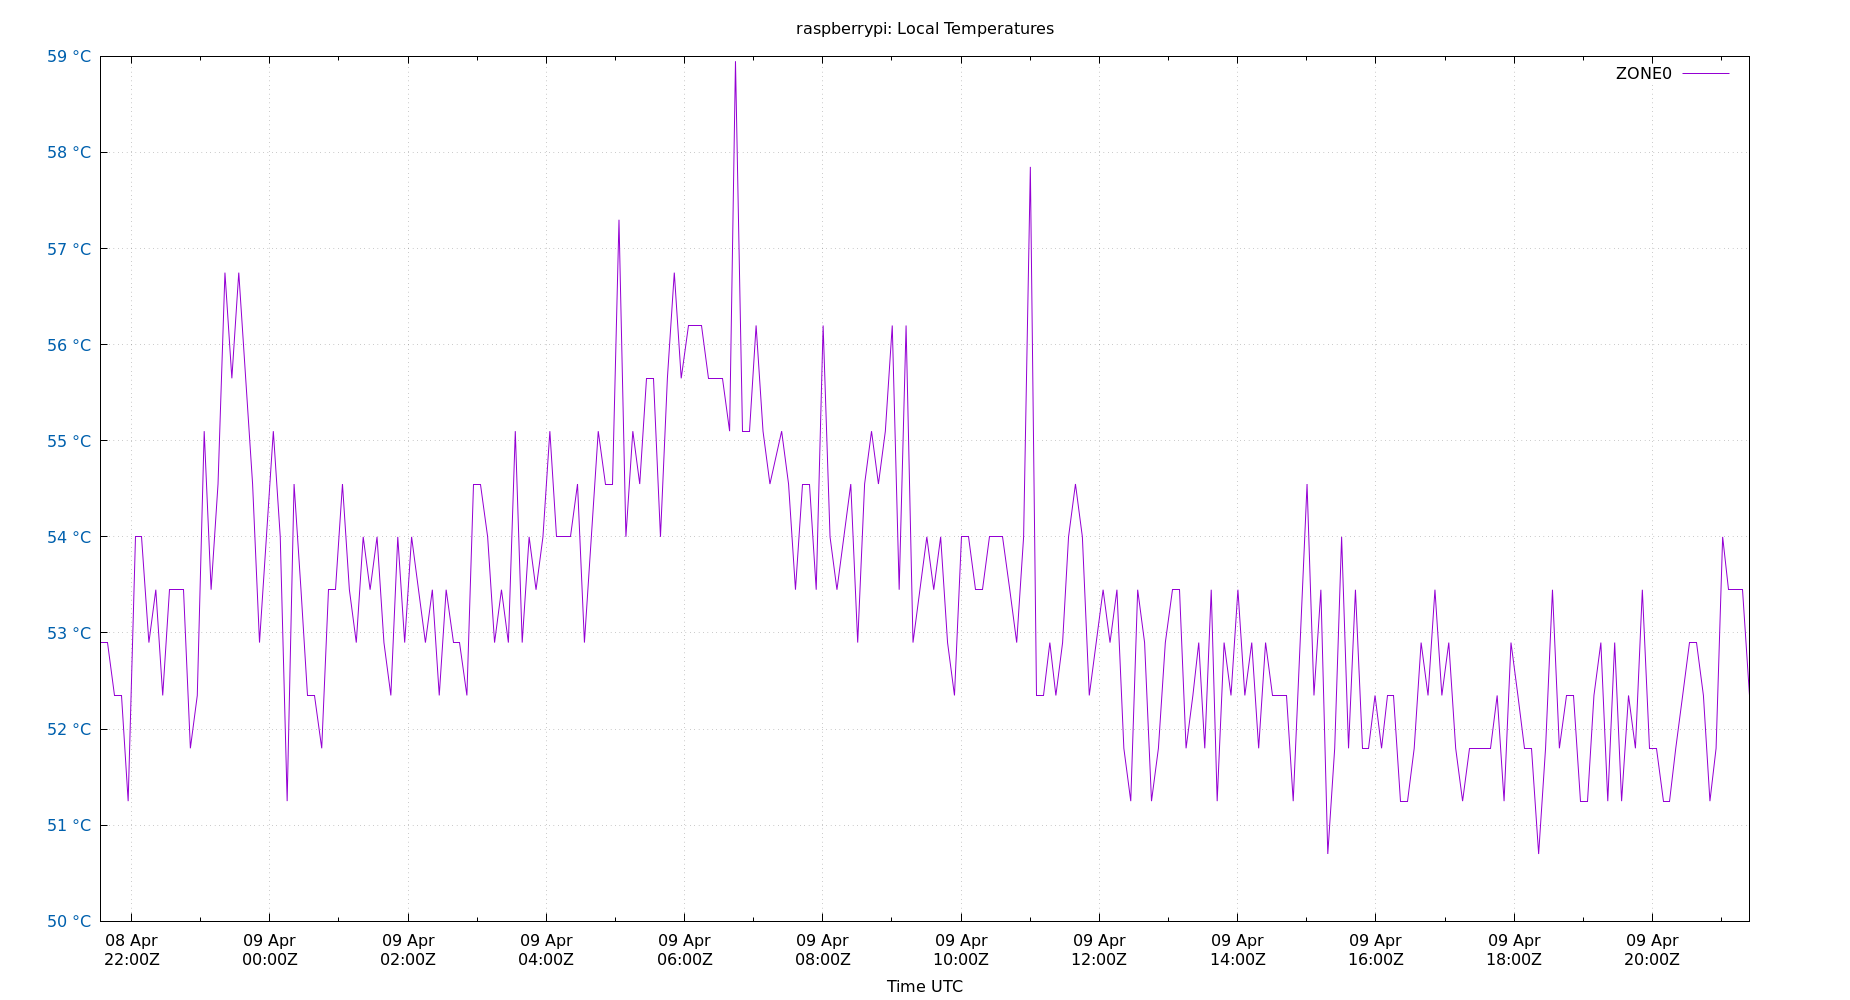 raspberrypi: Local Temperatures
59 °C
ZONE0
58 °C
57 °C
56 °C
55 °C
54 °C
53 °C
52 °C
51 °C
50 °C
08 Apr 09 Apr 09 Apr 09 Apr 09 Apr 09 Apr 09 Apr 09 Apr 09 Apr 09 Apr 09 Apr 09 Apr
22:00Z 00:00Z 02:00Z 04:00Z 06:00Z 08:00Z 10:00Z 12:00Z 14:00Z 16:00Z 18:00Z 20:00Z
Time UTC